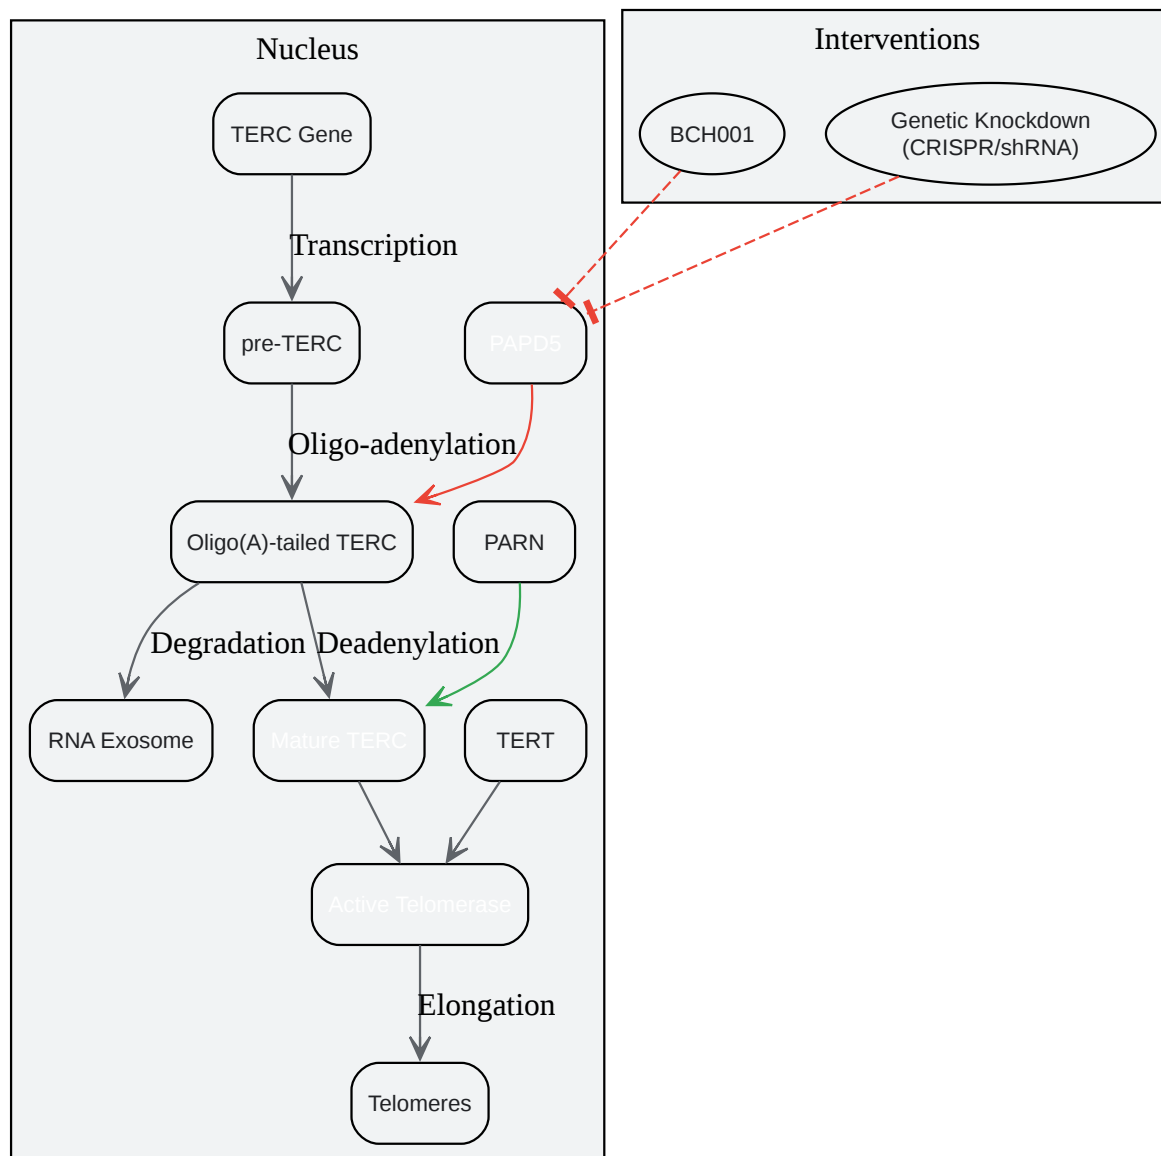 Nucleus
Interventions
TERC Gene
BCH001
Genetic Knockdown
(CRISPR/shRNA)
Transcription
pre-TERC
PAPD5
Oligo-adenylation
Oligo(A)-tailed TERC
PARN
Degradation
Deadenylation
RNA Exosome
Mature TERC
TERT
Active Telomerase
Elongation
Telomeres